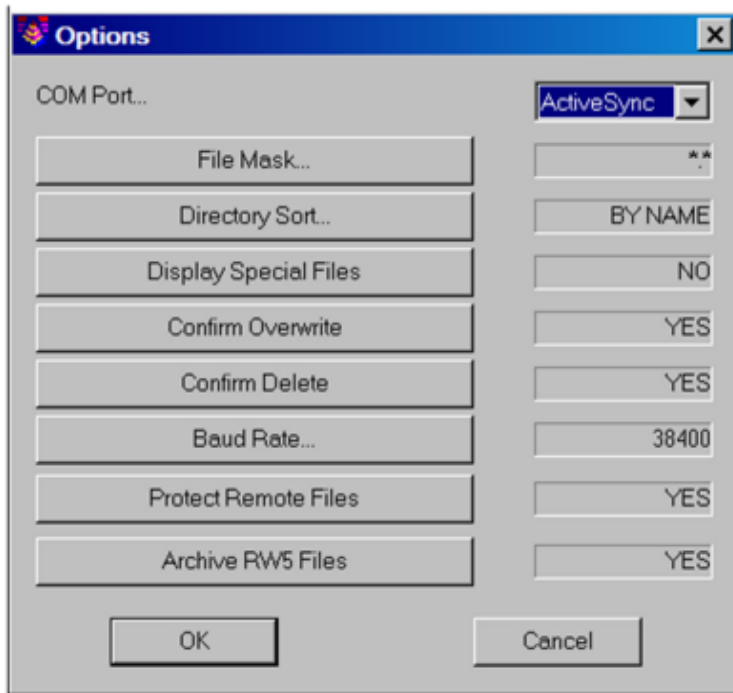 Options
COM Port... ActiveSync
File Mask... *.*
Directory Sort... BY NAME
Display Special Files NO
Confirm Overwrite YES
Confirm Delete YES
Baud Rate... 38400
Protect Remote Files YES
Archive RW5 Files YES
OK Cancel